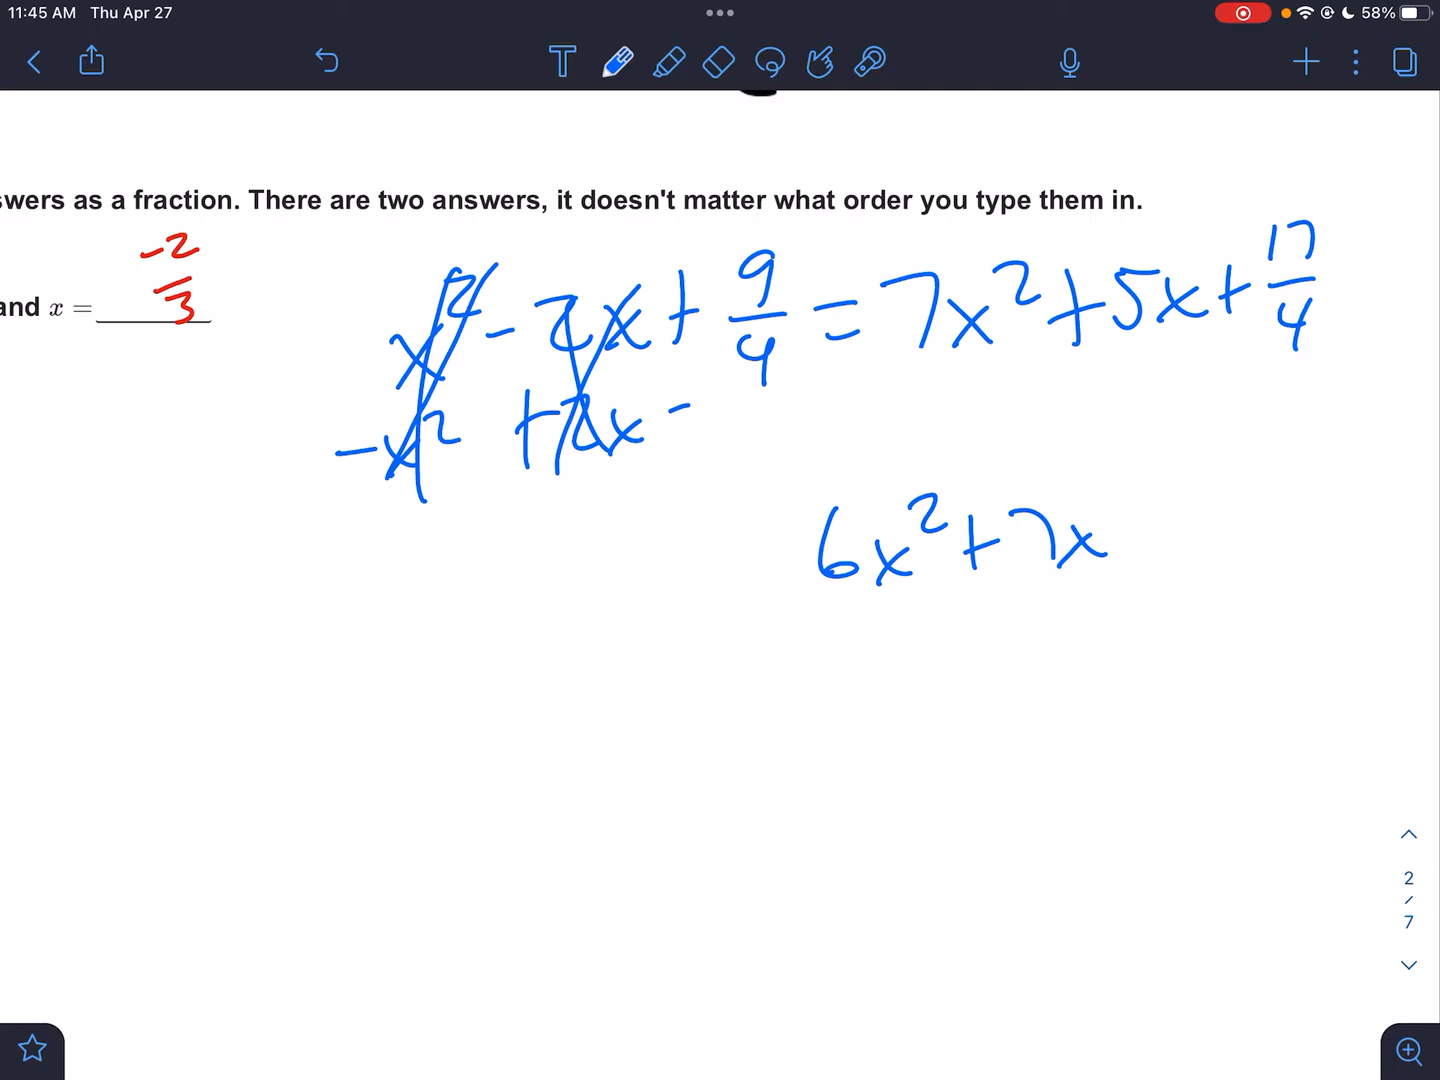 11:45 AM Thu Apr 27
58%
T
swers as a fraction. There are two answers, it doesn't matter what order you type them in.
and x = -2/3
x² - 2x + 9/4 = 7x² + 5x + 17/4
-x² +2x -
6x² + 7x
2
/
7